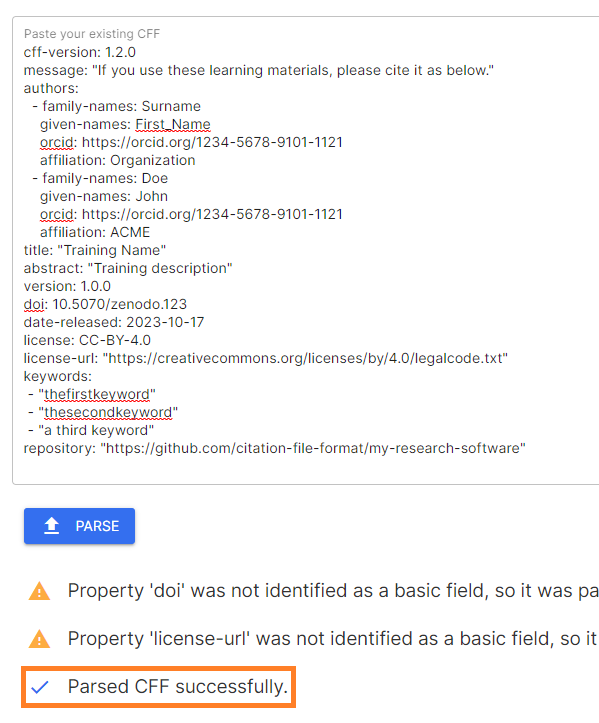 Paste your existing CFF
cff-version: 1.2.0
message: "If you use these learning materials, please cite it as below."
authors:
  - family-names: Surname
    given-names: First_Name
    orcid: https://orcid.org/1234-5678-9101-1121
    affiliation: Organization
  - family-names: Doe
    given-names: John
    orcid: https://orcid.org/1234-5678-9101-1121
    affiliation: ACME
title: "Training Name"
abstract: "Training description"
version: 1.0.0
doi: 10.5070/zenodo.123
date-released: 2023-10-17
license: CC-BY-4.0
license-url: "https://creativecommons.org/licenses/by/4.0/legalcode.txt"
keywords:
 - "thefirstkeyword"
 - "thesecondkeyword"
 - "a third keyword"
repository: "https://github.com/citation-file-format/my-research-software"
PARSE
Property 'doi' was not identified as a basic field, so it was pa
Property 'license-url' was not identified as a basic field, so it
Parsed CFF successfully.